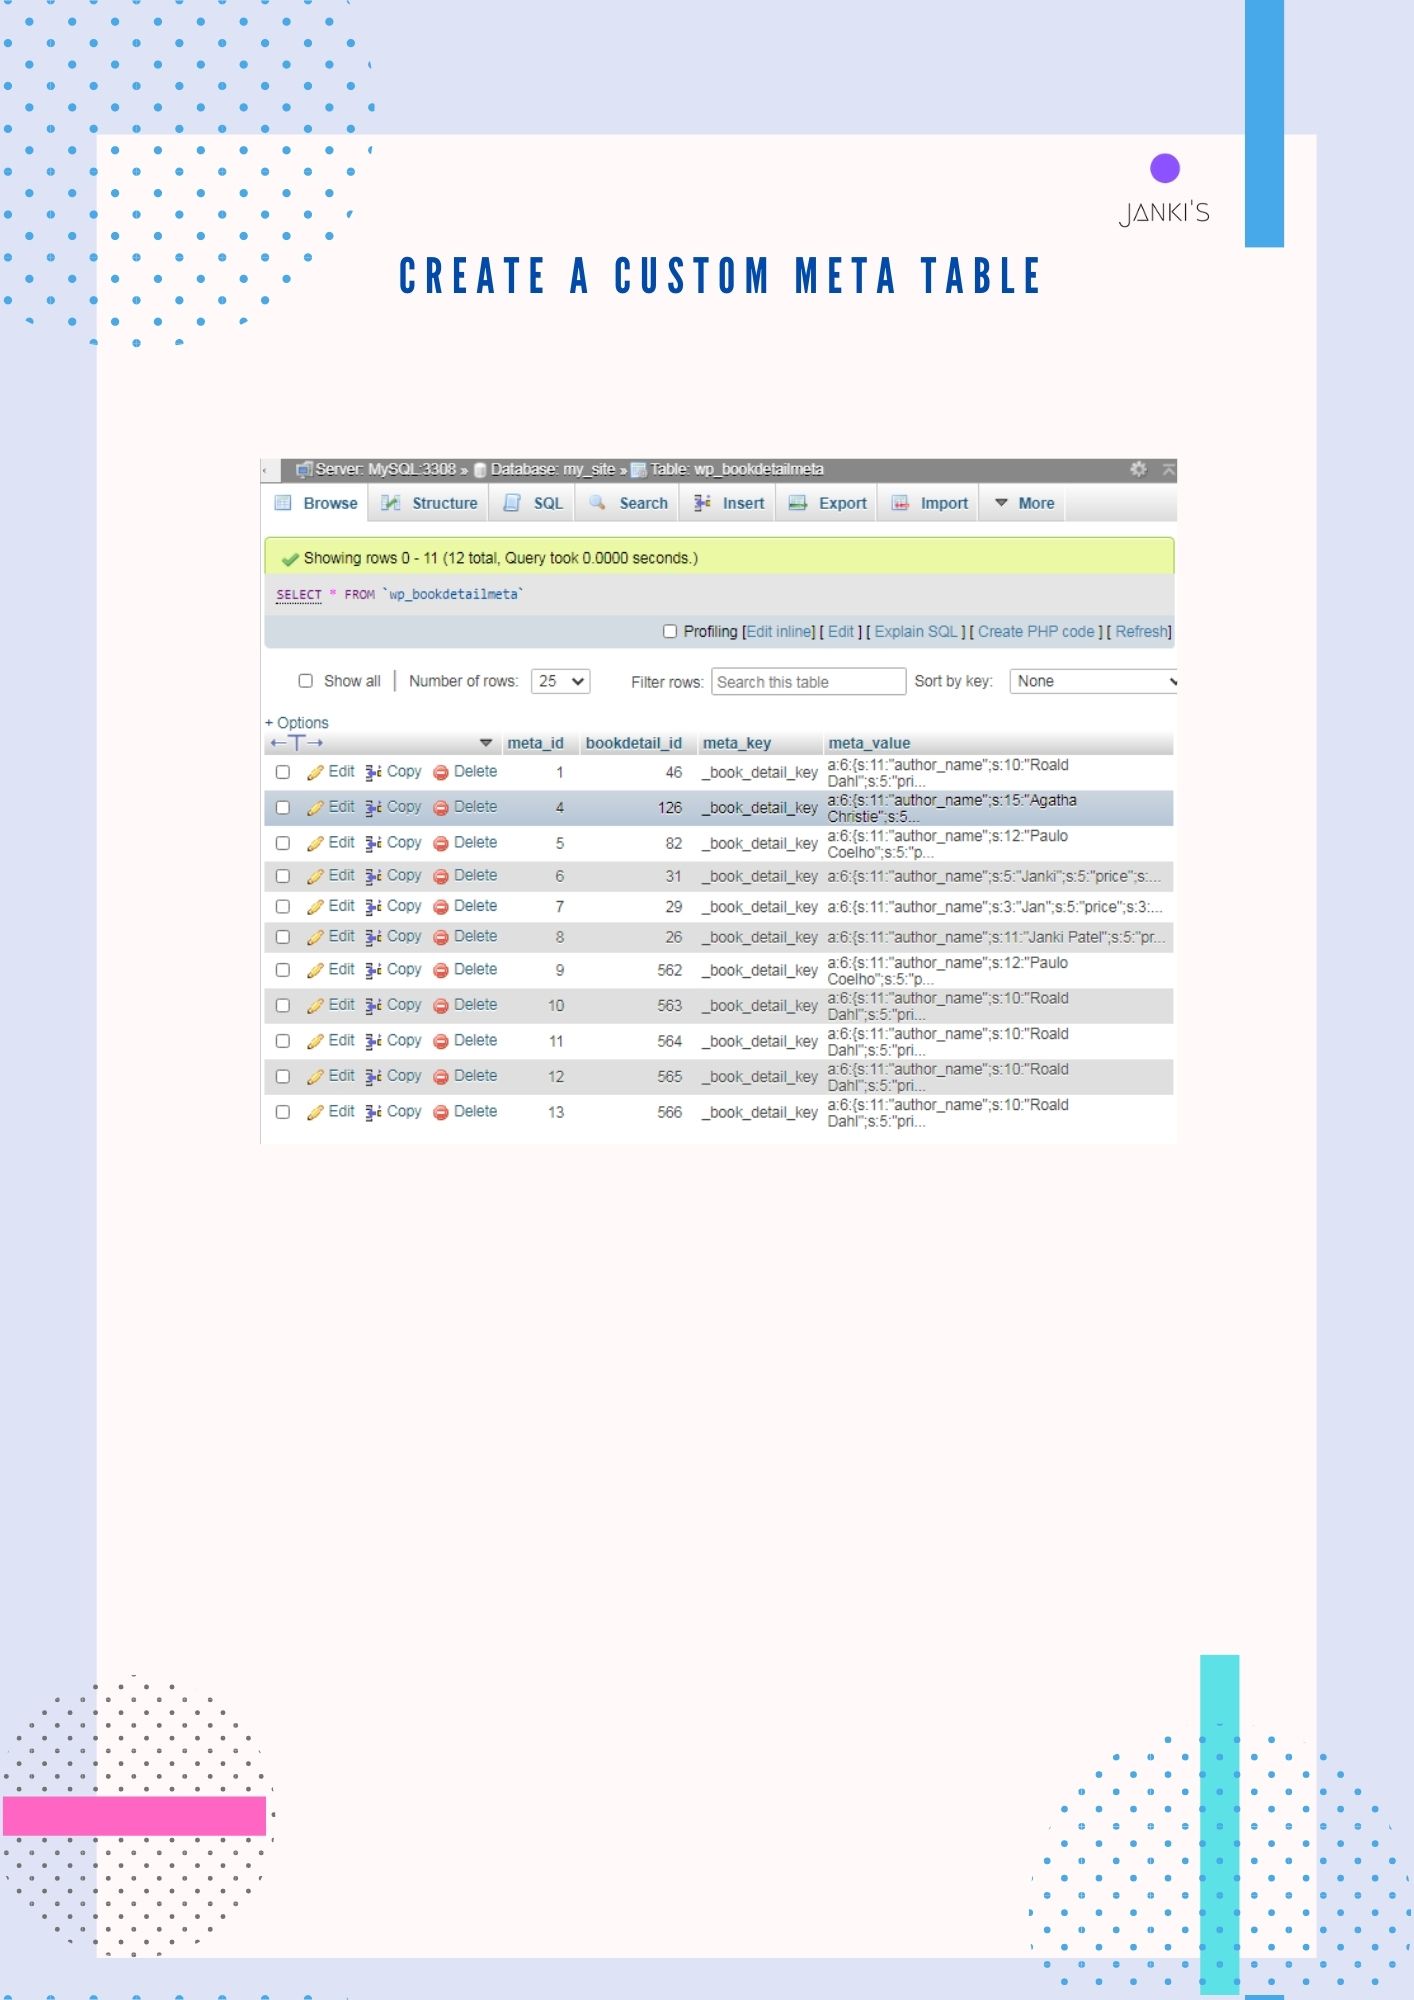 JANKI'S
CREATE A CUSTOM META TABLE
Server: MySQL:3308 » Database: my_site » Table: wp_bookdetailmeta
Browse Structure SQL Search Insert Export Import More
Showing rows 0 - 11 (12 total, Query took 0.0000 seconds.)
SELECT * FROM `wp_bookdetailmeta`
Profiling [Edit inline] [ Edit ] [ Explain SQL ] [ Create PHP code ] [ Refresh]
Show all | Number of rows: 25 Filter rows: Search this table Sort by key: None
+ Options
←T→ meta_id bookdetail_id meta_key meta_value
Edit Copy Delete 1 46 _book_detail_key a:6:{s:11:"author_name";s:10:"Roald
Dahl";s:5:"pri...
Edit Copy Delete 4 126 _book_detail_key a:6:{s:11:"author_name";s:15:"Agatha
Christie";s:5...
Edit Copy Delete 5 82 _book_detail_key a:6:{s:11:"author_name";s:12:"Paulo
Coelho";s:5:"p...
Edit Copy Delete 6 31 _book_detail_key a:6:{s:11:"author_name";s:5:"Janki";s:5:"price";s:...
Edit Copy Delete 7 29 _book_detail_key a:6:{s:11:"author_name";s:3:"Jan";s:5:"price";s:3:...
Edit Copy Delete 8 26 _book_detail_key a:6:{s:11:"author_name";s:11:"Janki Patel";s:5:"pr...
Edit Copy Delete 9 562 _book_detail_key a:6:{s:11:"author_name";s:12:"Paulo
Coelho";s:5:"p...
Edit Copy Delete 10 563 _book_detail_key a:6:{s:11:"author_name";s:10:"Roald
Dahl";s:5:"pri...
Edit Copy Delete 11 564 _book_detail_key a:6:{s:11:"author_name";s:10:"Roald
Dahl";s:5:"pri...
Edit Copy Delete 12 565 _book_detail_key a:6:{s:11:"author_name";s:10:"Roald
Dahl";s:5:"pri...
Edit Copy Delete 13 566 _book_detail_key a:6:{s:11:"author_name";s:10:"Roald
Dahl";s:5:"pri...